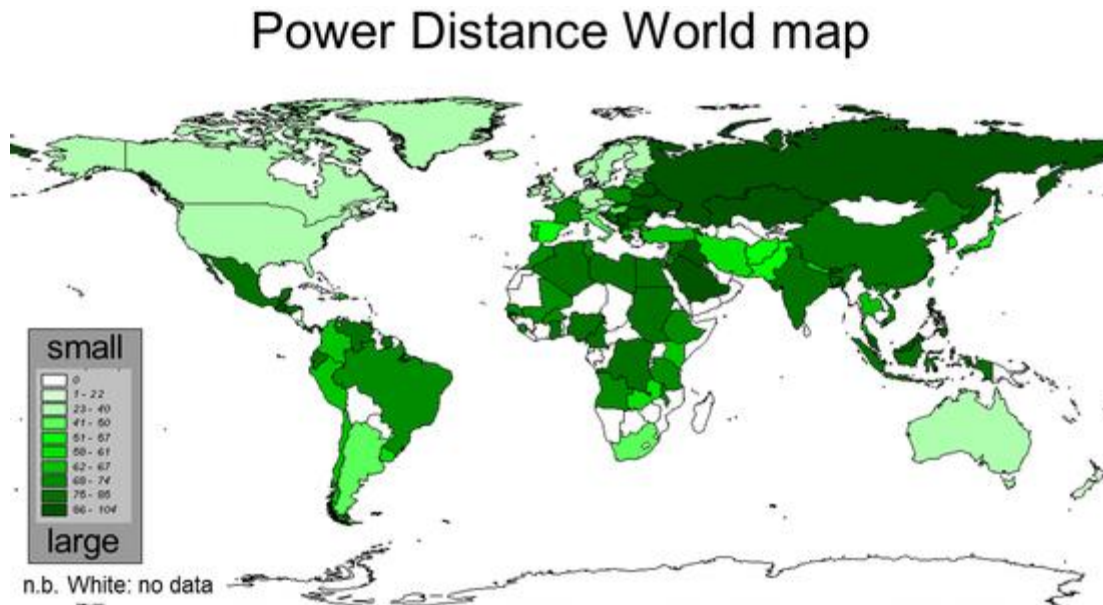 Power Distance World map
small
0
1 - 22
23 - 40
41 - 50
51 - 57
58 - 61
62 - 67
68 - 74
75 - 85
86 - 104
large
n.b. White: no data